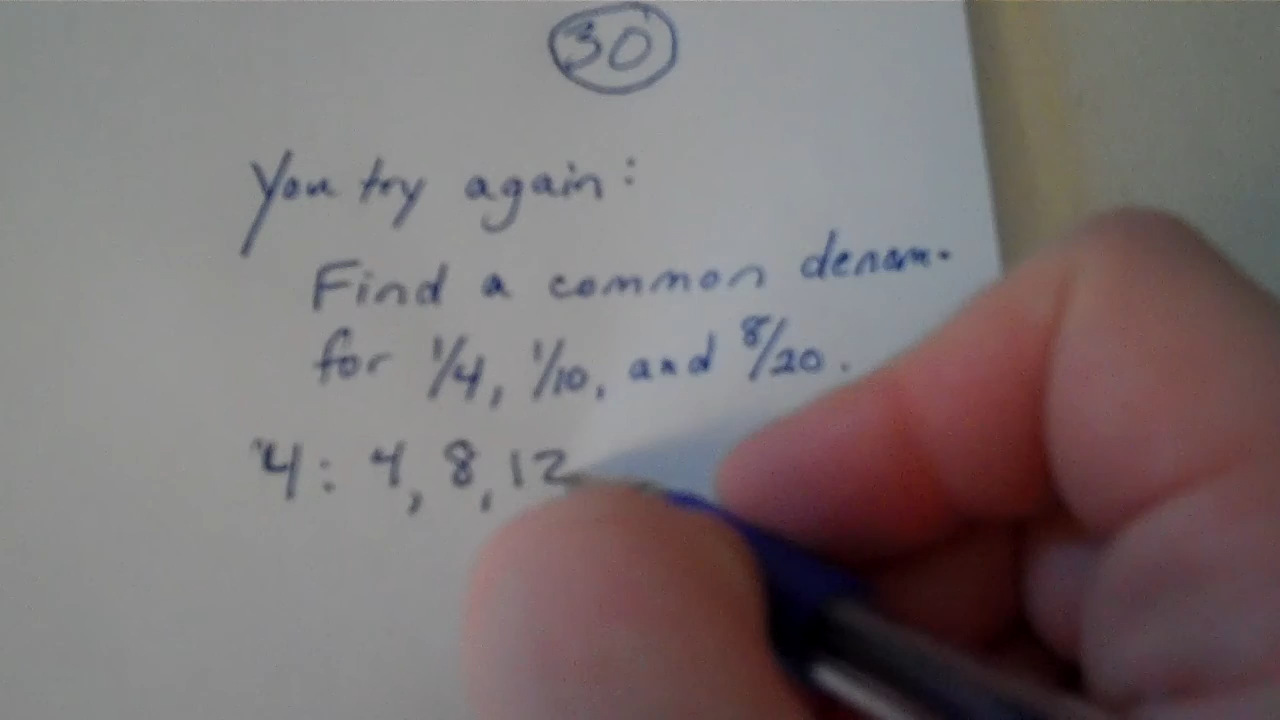 30
You try again:
Find a common denom.
for 1/4, 1/10, and 8/20.
4: 4, 8, 12